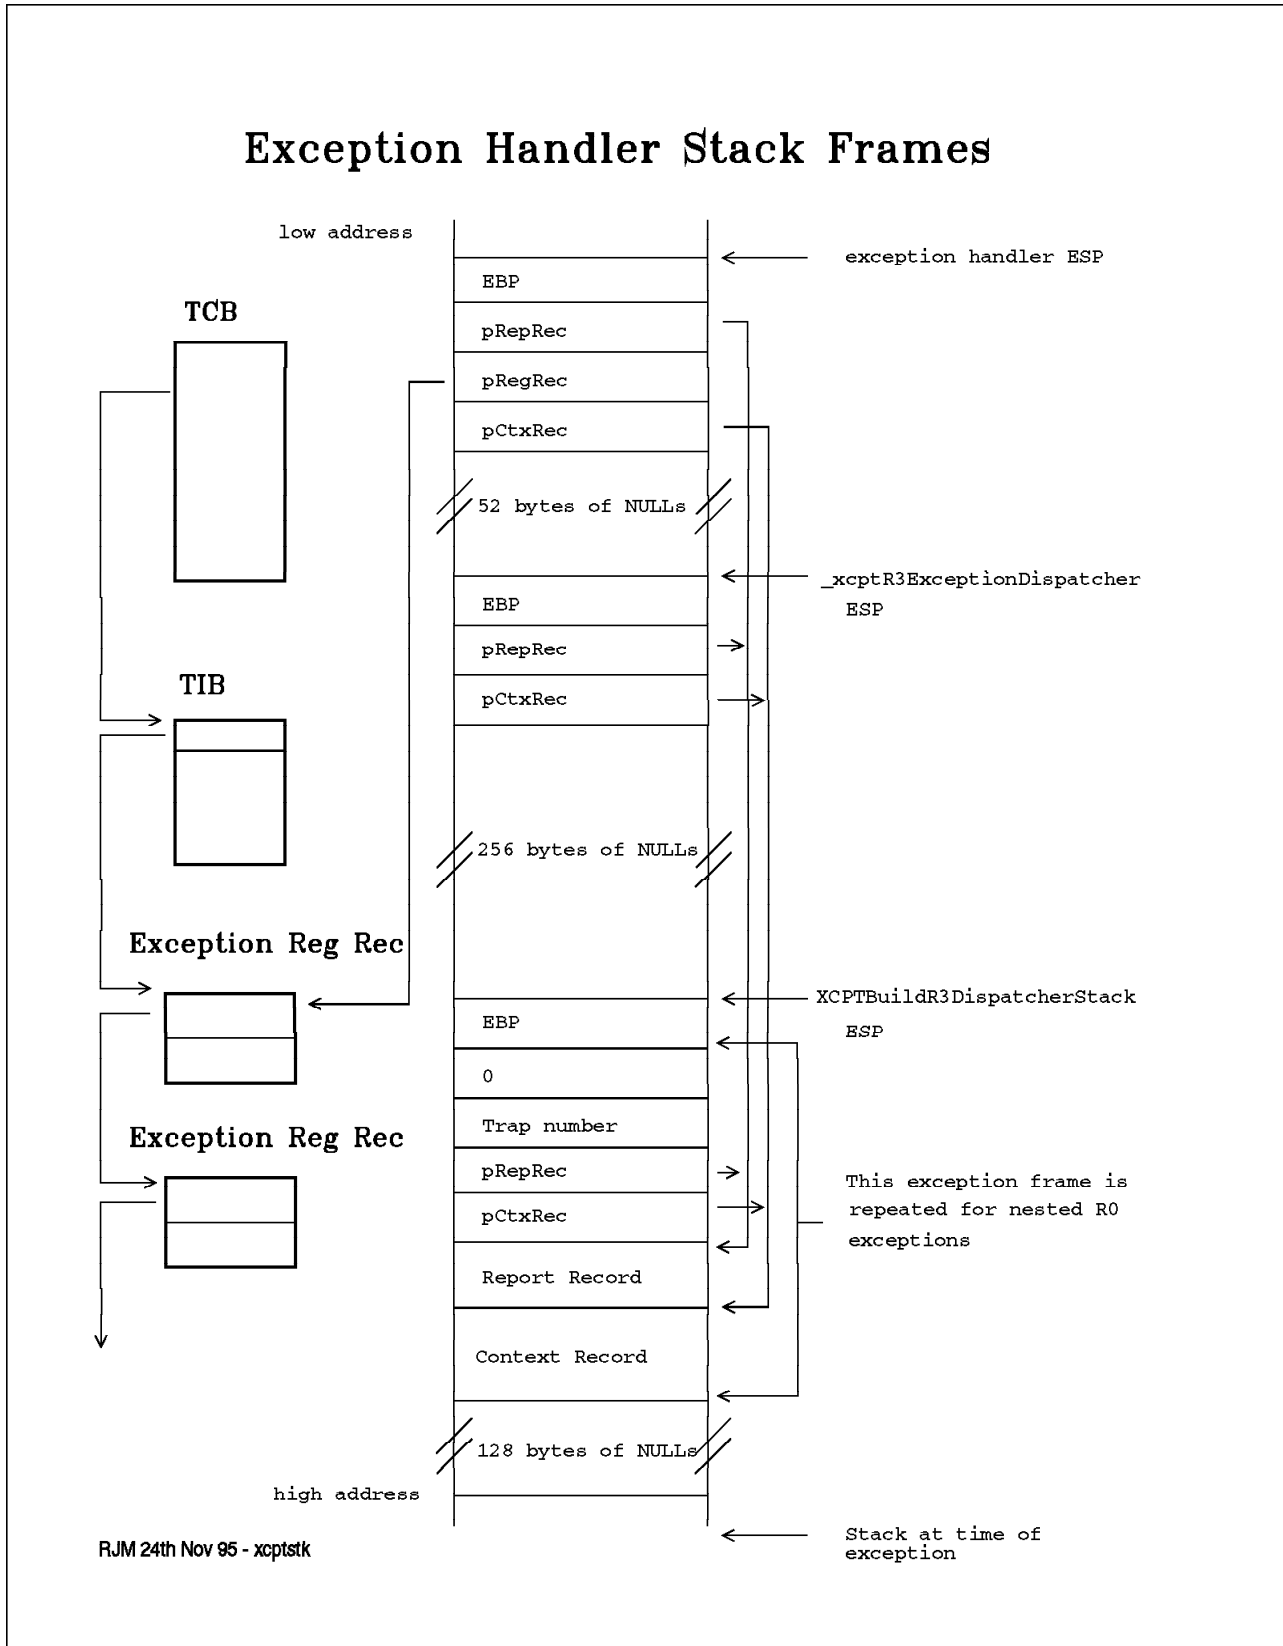 Exception Handler Stack Frames
low address
exception handler ESP
EBP
TCB
pRepRec
pRegRec
pCtxRec
52 bytes of NULLs
_xcptR3ExceptionDispatcher
ESP
EBP
pRepRec
TIB
pCtxRec
256 bytes of NULLs
Exception Reg Rec
XCPTBuildR3DispatcherStack
ESP
EBP
0
Trap number
Exception Reg Rec
pRepRec
This exception frame is
repeated for nested R0
exceptions
pCtxRec
Report Record
Context Record
128 bytes of NULLs
high address
Stack at time of
exception
RJM 24th Nov 95 - xcptstk